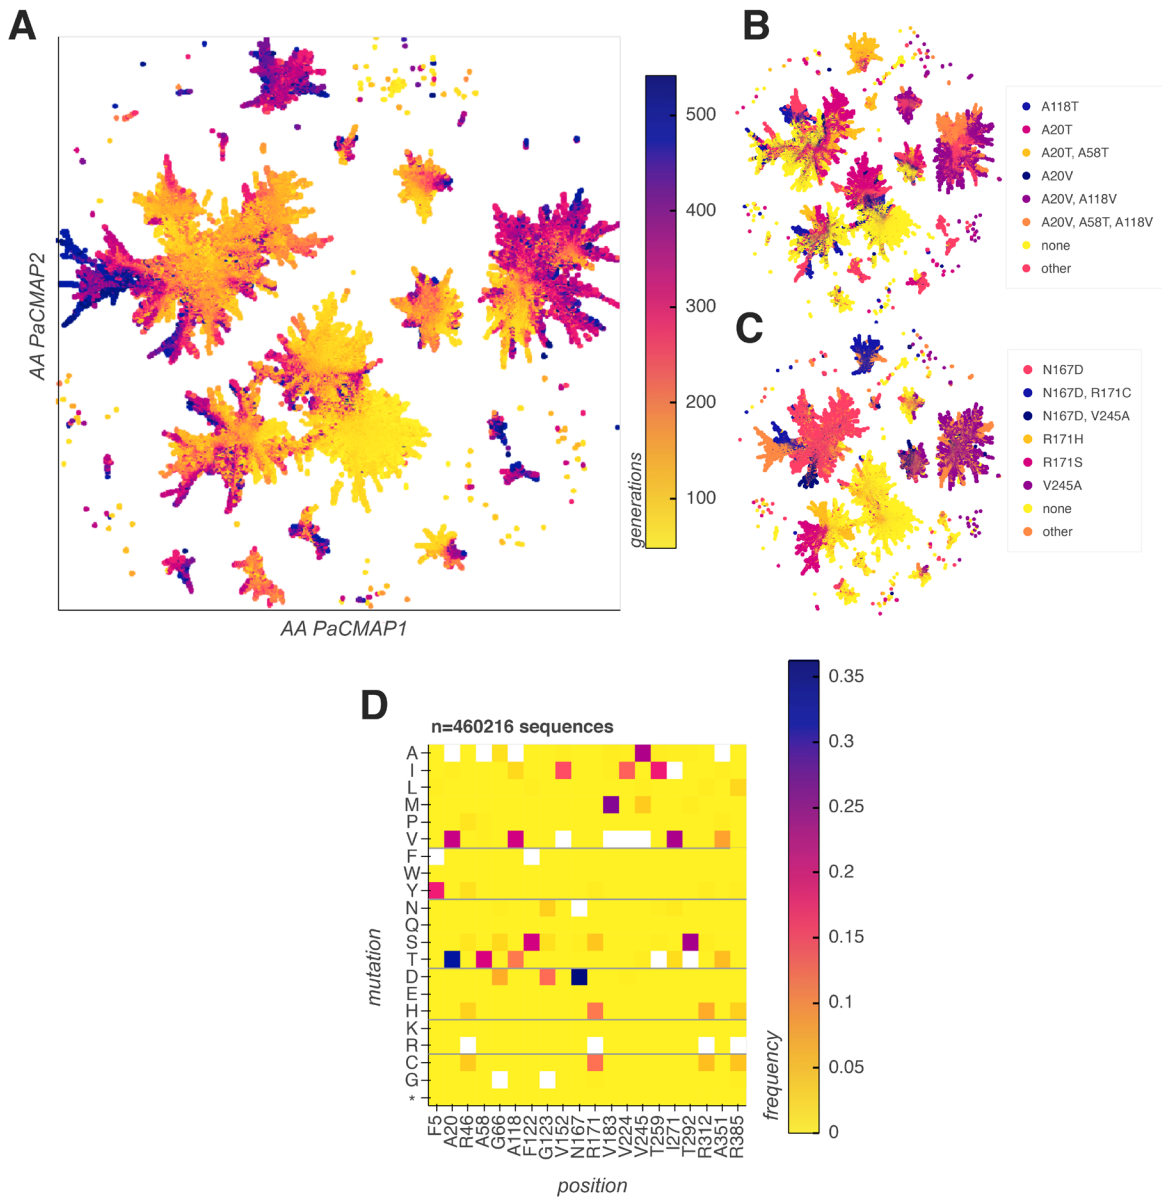 A
AA PaCMAP2
AA PaCMAP1
500
400
300
200
100
generations
B
A118T
A20T
A20T, A58T
A20V
A20V, A118V
A20V, A58T, A118V
none
other
C
N167D
N167D, R171C
N167D, V245A
R171H
R171S
V245A
none
other
D
n=460216 sequences
A
I
L
M
P
V
F
W
Y
N
Q
S
T
D
E
H
K
R
C
G
*
mutation
F5
A20
R46
A58
G66
A118
F122
G123
V152
N167
R171
V183
V224
V245
T259
I271
T292
R312
A351
R385
position
0.35
0.3
0.25
0.2
0.15
0.1
0.05
0
frequency